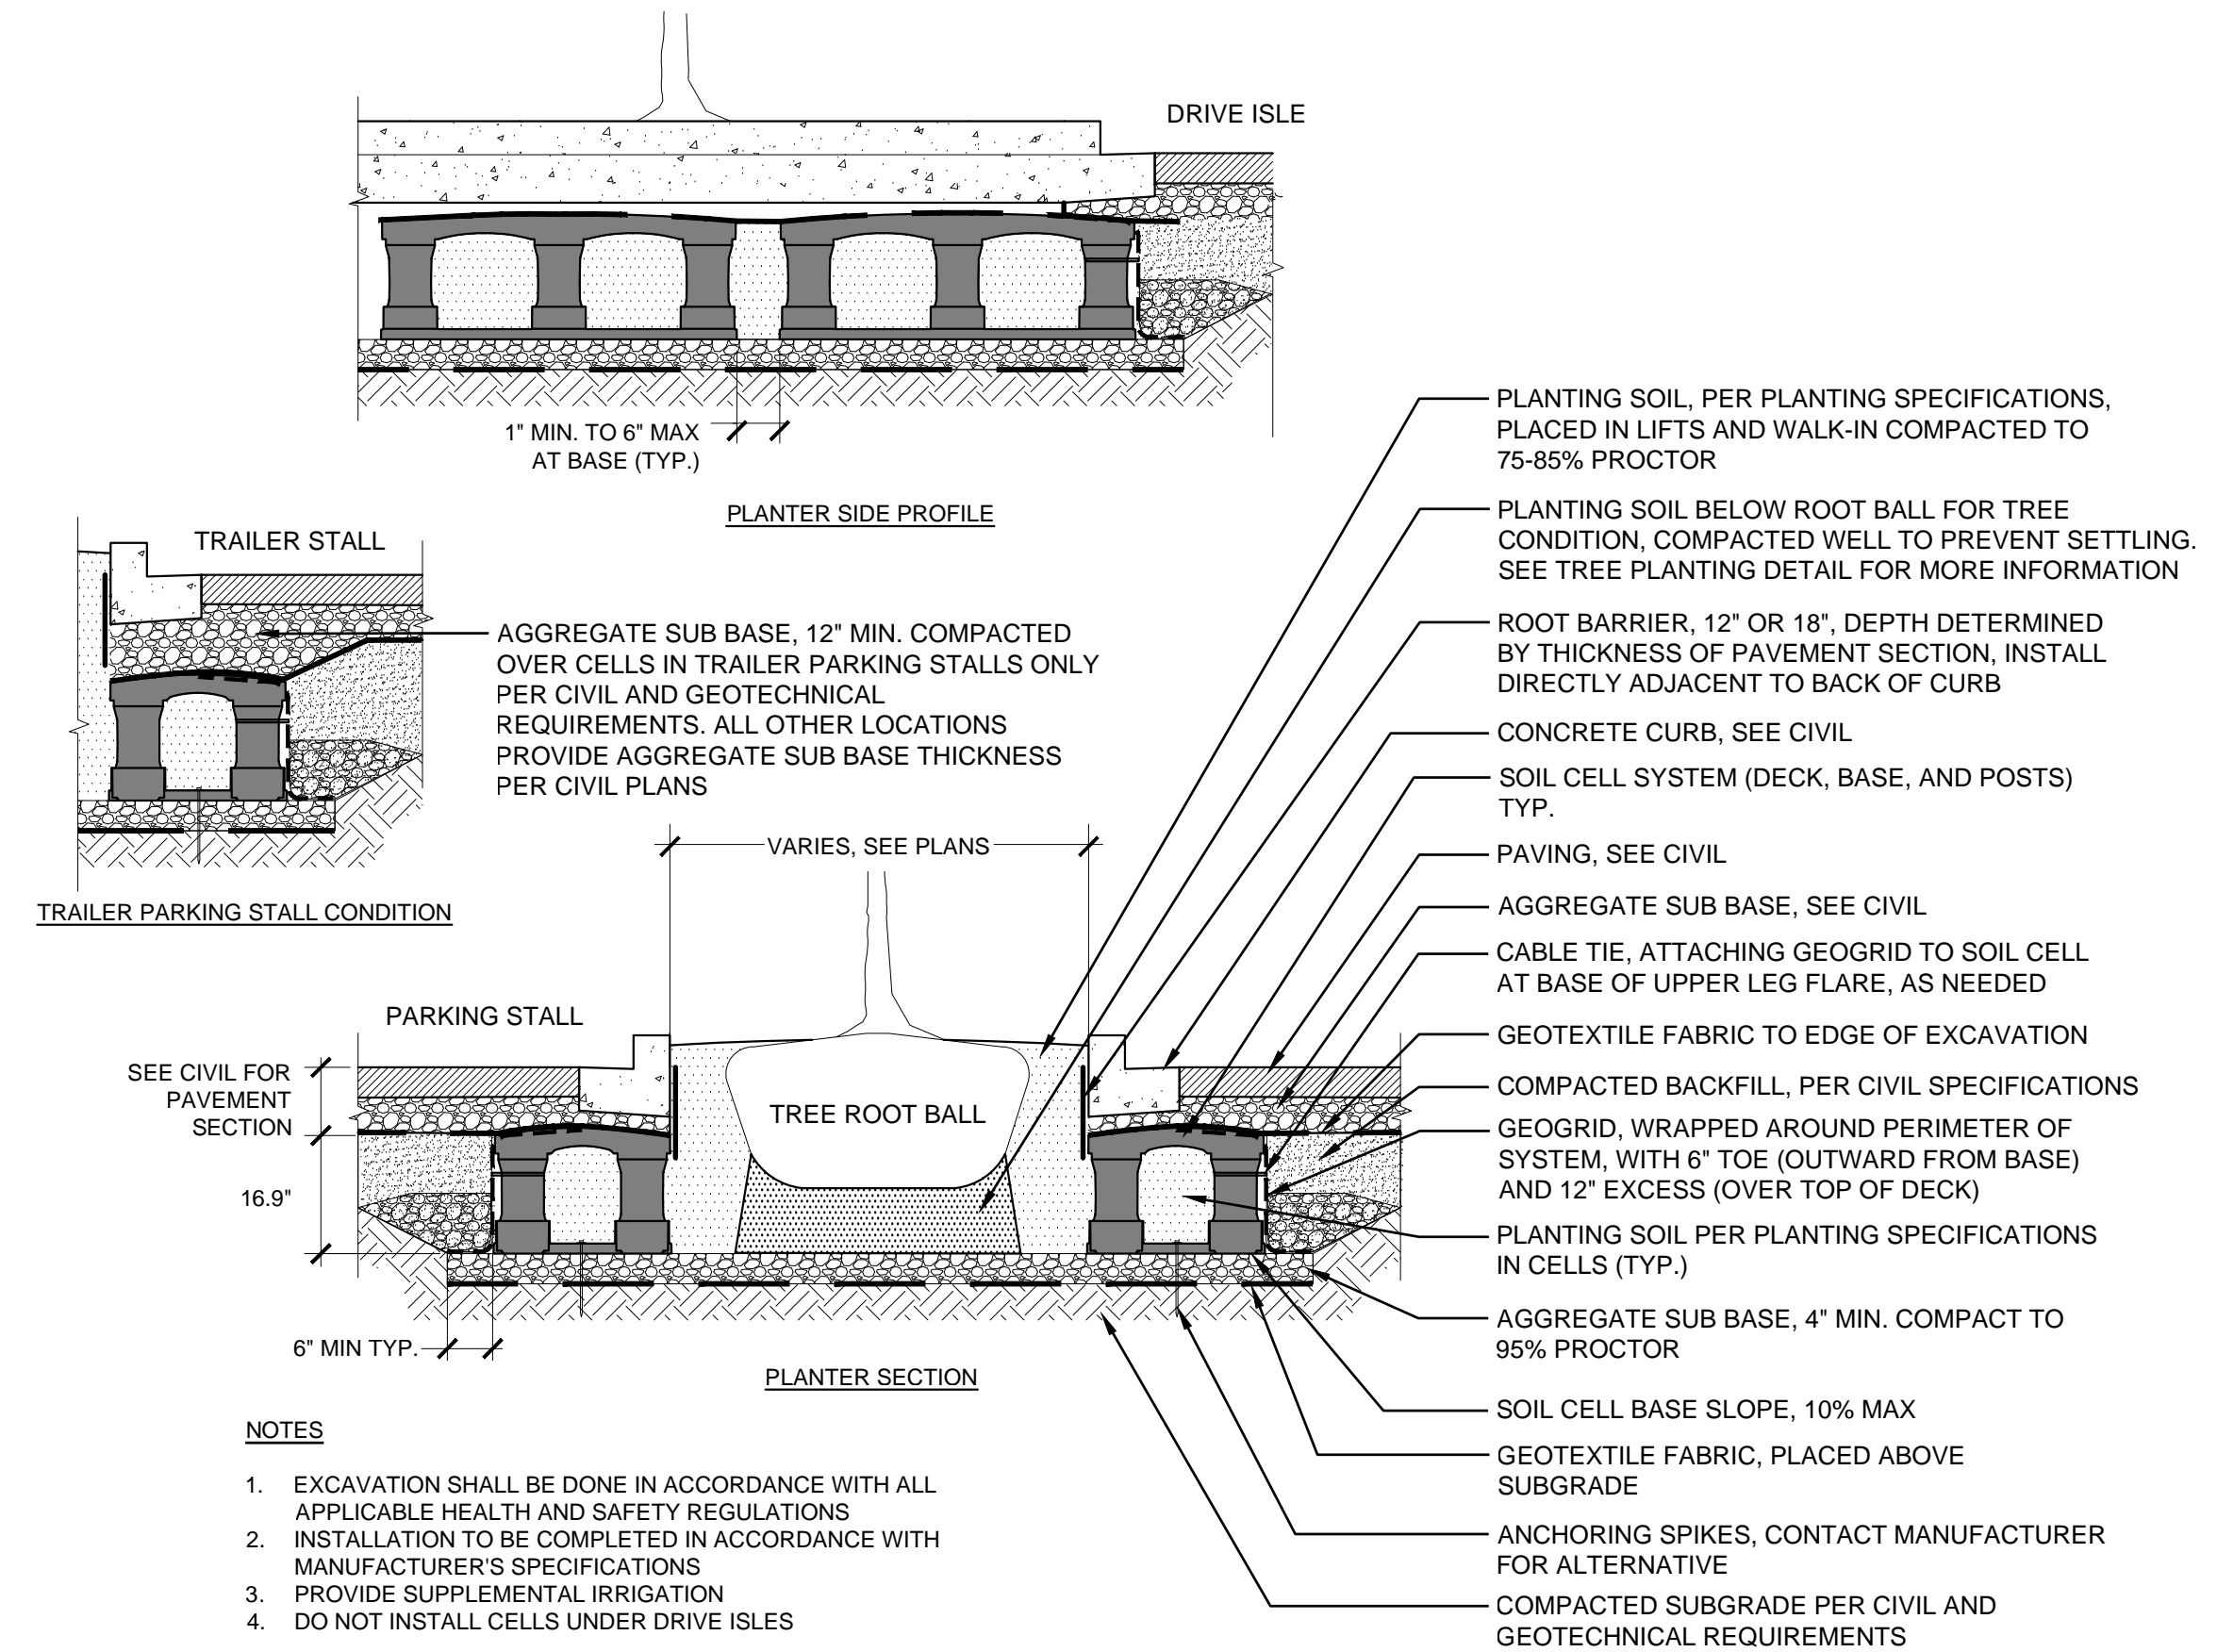 DRIVE ISLE
1" MIN. TO 6" MAX
AT BASE (TYP.)
PLANTER SIDE PROFILE
TRAILER STALL
AGGREGATE SUB BASE, 12" MIN. COMPACTED
OVER CELLS IN TRAILER PARKING STALLS ONLY
PER CIVIL AND GEOTECHNICAL
REQUIREMENTS. ALL OTHER LOCATIONS
PROVIDE AGGREGATE SUB BASE THICKNESS
PER CIVIL PLANS
TRAILER PARKING STALL CONDITION
VARIES, SEE PLANS
PARKING STALL
SEE CIVIL FOR
PAVEMENT
SECTION
16.9"
TREE ROOT BALL
6" MIN TYP.
PLANTER SECTION
PLANTING SOIL, PER PLANTING SPECIFICATIONS,
PLACED IN LIFTS AND WALK-IN COMPACTED TO
75-85% PROCTOR
PLANTING SOIL BELOW ROOT BALL FOR TREE
CONDITION, COMPACTED WELL TO PREVENT SETTLING.
SEE TREE PLANTING DETAIL FOR MORE INFORMATION
ROOT BARRIER, 12" OR 18", DEPTH DETERMINED
BY THICKNESS OF PAVEMENT SECTION, INSTALL
DIRECTLY ADJACENT TO BACK OF CURB
CONCRETE CURB, SEE CIVIL
SOIL CELL SYSTEM (DECK, BASE, AND POSTS)
TYP.
PAVING, SEE CIVIL
AGGREGATE SUB BASE, SEE CIVIL
CABLE TIE, ATTACHING GEOGRID TO SOIL CELL
AT BASE OF UPPER LEG FLARE, AS NEEDED
GEOTEXTILE FABRIC TO EDGE OF EXCAVATION
COMPACTED BACKFILL, PER CIVIL SPECIFICATIONS
GEOGRID, WRAPPED AROUND PERIMETER OF
SYSTEM, WITH 6" TOE (OUTWARD FROM BASE)
AND 12" EXCESS (OVER TOP OF DECK)
PLANTING SOIL PER PLANTING SPECIFICATIONS
IN CELLS (TYP.)
AGGREGATE SUB BASE, 4" MIN. COMPACT TO
95% PROCTOR
SOIL CELL BASE SLOPE, 10% MAX
GEOTEXTILE FABRIC, PLACED ABOVE
SUBGRADE
ANCHORING SPIKES, CONTACT MANUFACTURER
FOR ALTERNATIVE
COMPACTED SUBGRADE PER CIVIL AND
GEOTECHNICAL REQUIREMENTS
NOTES
1. EXCAVATION SHALL BE DONE IN ACCORDANCE WITH ALL
APPLICABLE HEALTH AND SAFETY REGULATIONS
2. INSTALLATION TO BE COMPLETED IN ACCORDANCE WITH
MANUFACTURER'S SPECIFICATIONS
3. PROVIDE SUPPLEMENTAL IRRIGATION
4. DO NOT INSTALL CELLS UNDER DRIVE ISLES